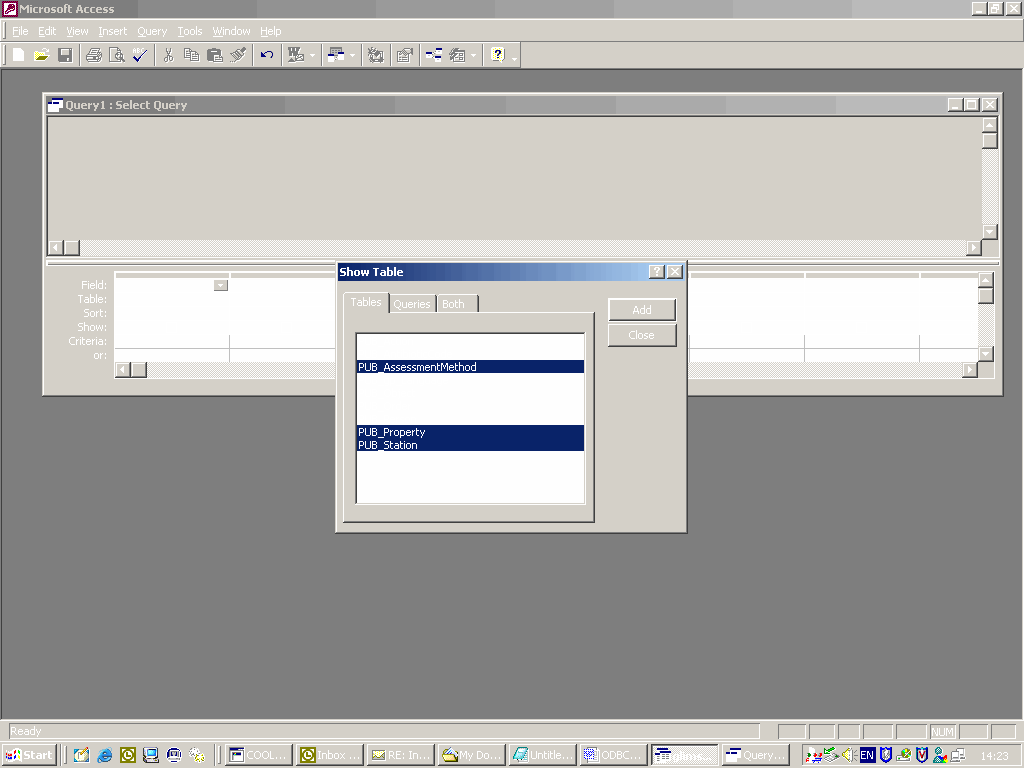 Microsoft Access
File Edit View Insert Query Tools Window Help
Query1 : Select Query
Field:
Table:
Sort:
Show:
Criteria:
or:
Show Table
Tables Queries Both
Add
Close
PUB_AssessmentMethod
PUB_Property
PUB_Station
Ready
NUM
Start COOL... Inbox ... RE: In... My Do... Untitle... ODBC... glims... Query... EN 14:23